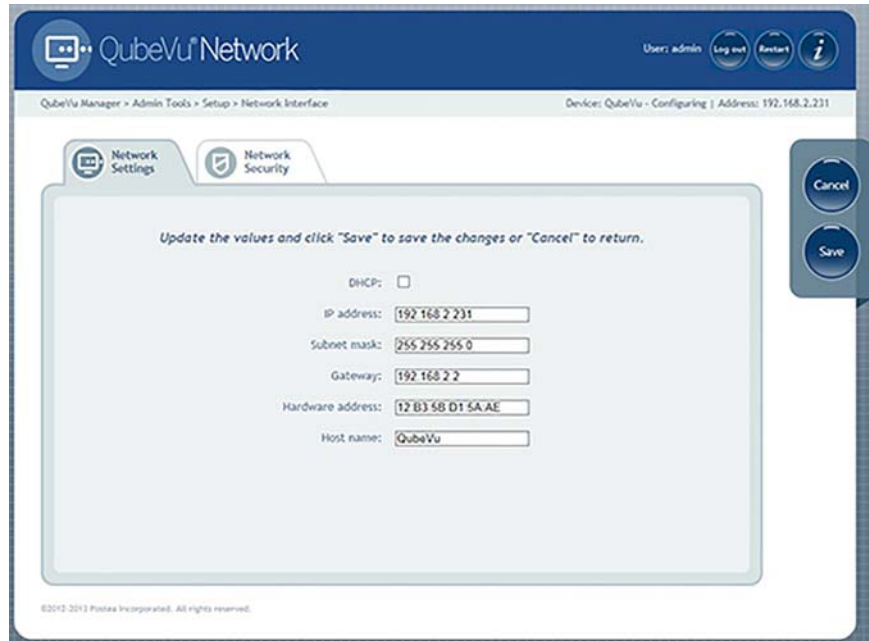 QubeVu® Network
User: admin
Log out
Restart
i
QubeVu Manager > Admin Tools > Setup > Network Interface
Device: QubeVu - Configuring | Address: 192.168.2.231
Network Settings
Network Security
Cancel
Save
Update the values and click "Save" to save the changes or "Cancel" to return.
DHCP:
IP address: 192.168.2.231
Subnet mask: 255.255.255.0
Gateway: 192.168.2.2
Hardware address: 12:B3:5B:D1:5A:AE
Host name: QubeVu
©2012-2013 Postea Incorporated. All rights reserved.